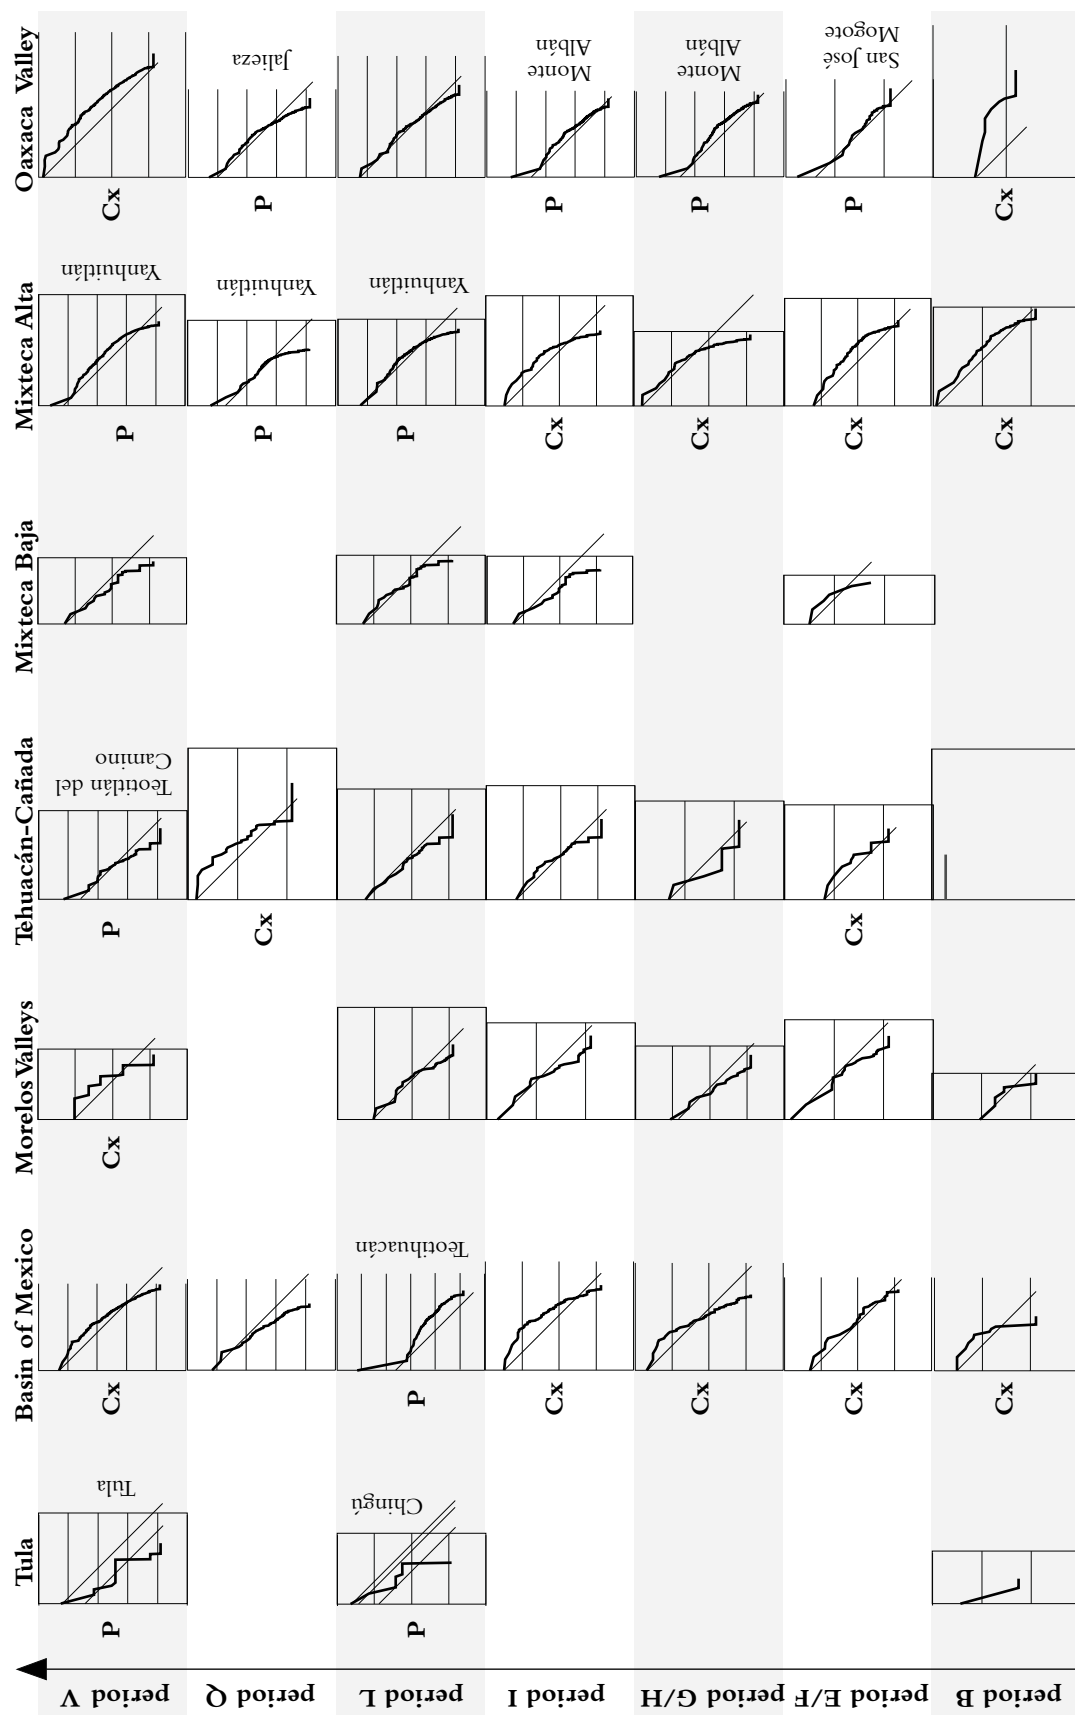 Tula
Basin of Mexico
Morelos Valleys
Tehuacán-Cañada
Mixteca Baja
Mixteca Alta
Oaxaca Valley
period V
P
Tula
Cx
Cx
P
Teotitlán del
Camino
P
Yanhuitlán
Cx
period Q
Cx
P
Yanhuitlán
P
Jalieza
period L
P
Chingú
P
Teotihuacán
P
Yanhuitlán
period I
Cx
Cx
P
Monte
Albán
period G/H
Cx
Cx
P
Monte
Albán
period E/F
Cx
Cx
Cx
P
San José
Mogote
period B
Cx
Cx
Cx